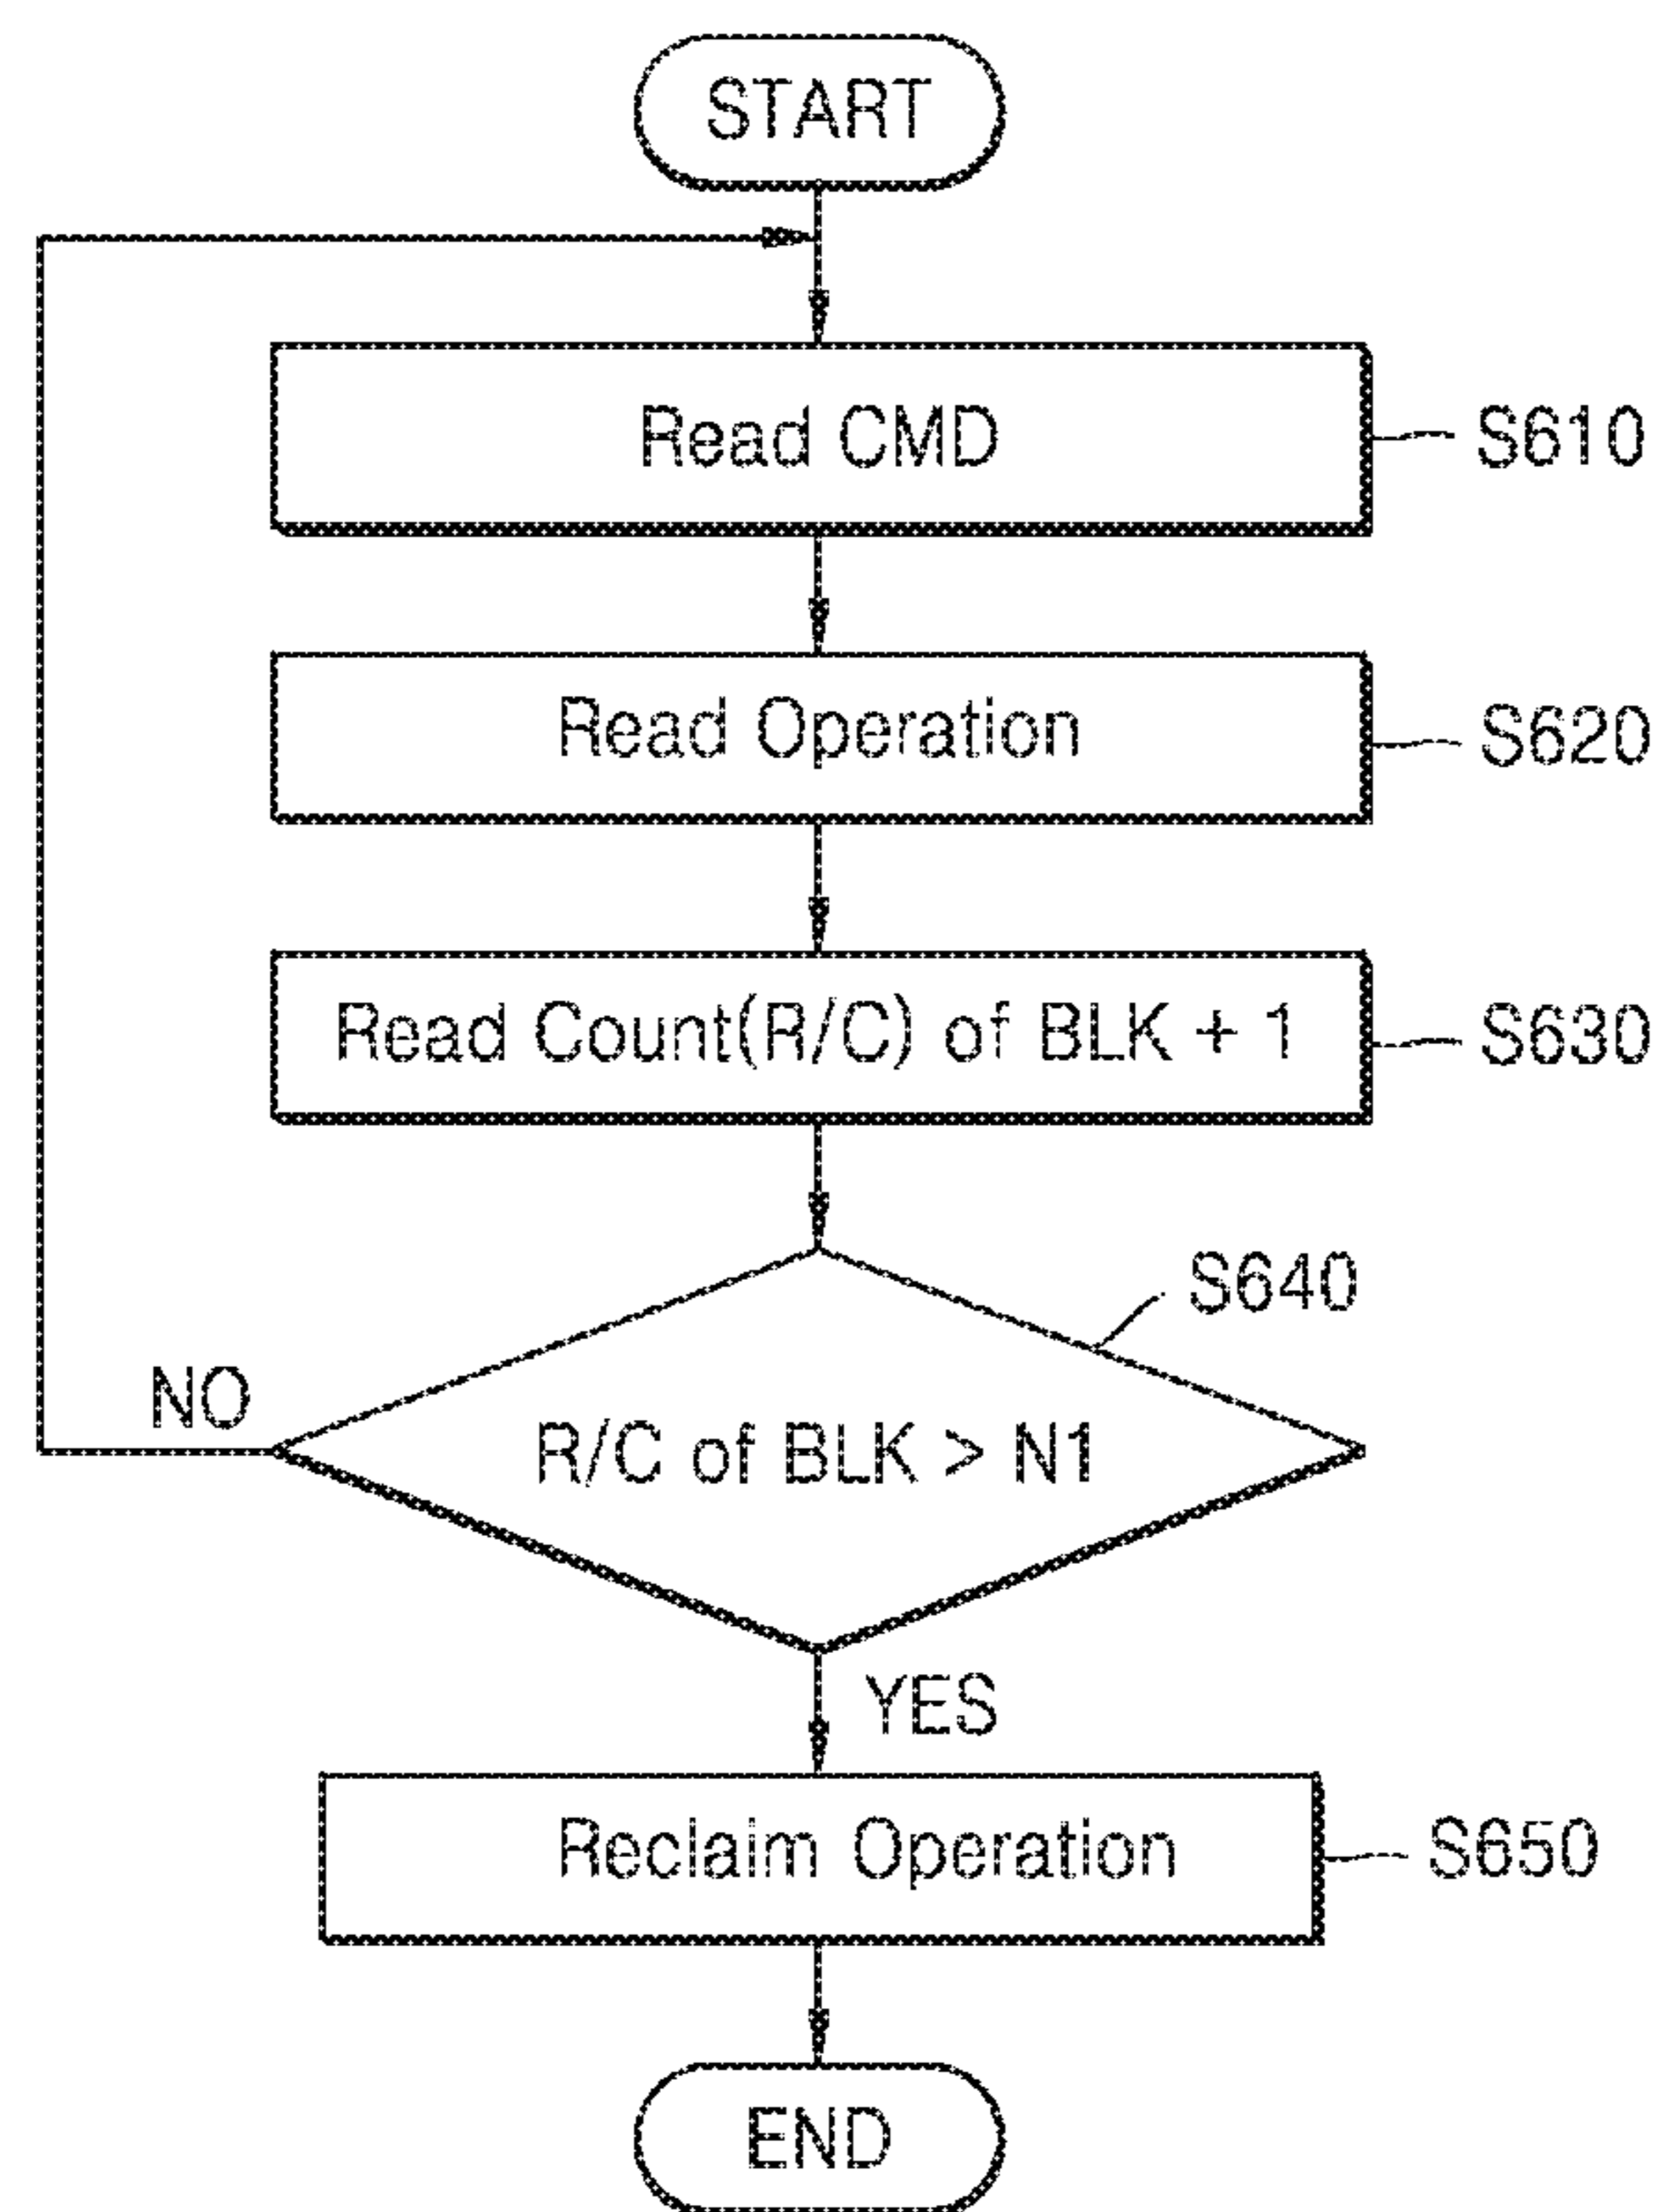 START
Read CMD
S610
Read Operation
S620
Read Count(R/C) of BLK + 1
S630
S640
NO
R/C of BLK > N1
YES
Reclaim Operation
S650
END